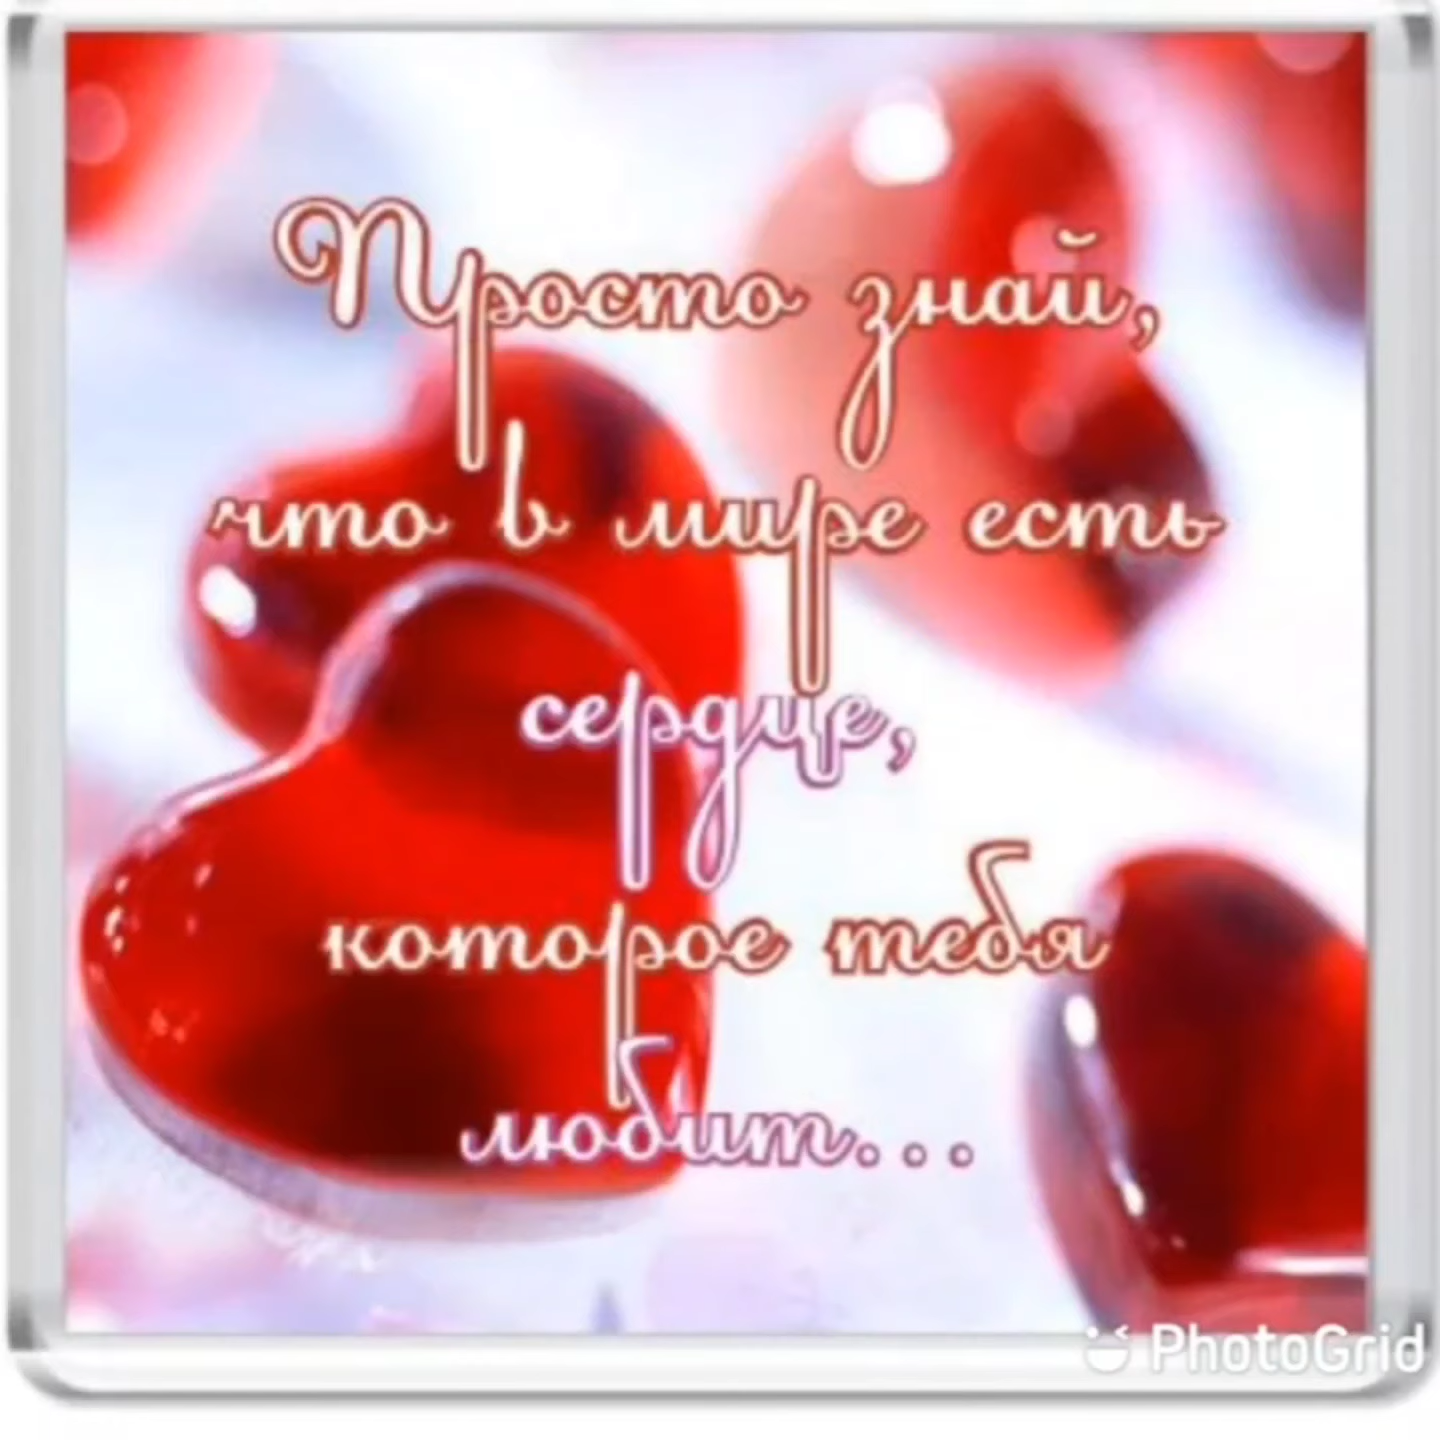 Просто знай,
что в мире есть
сердце,
которое тебя
любит...
PhotoGrid